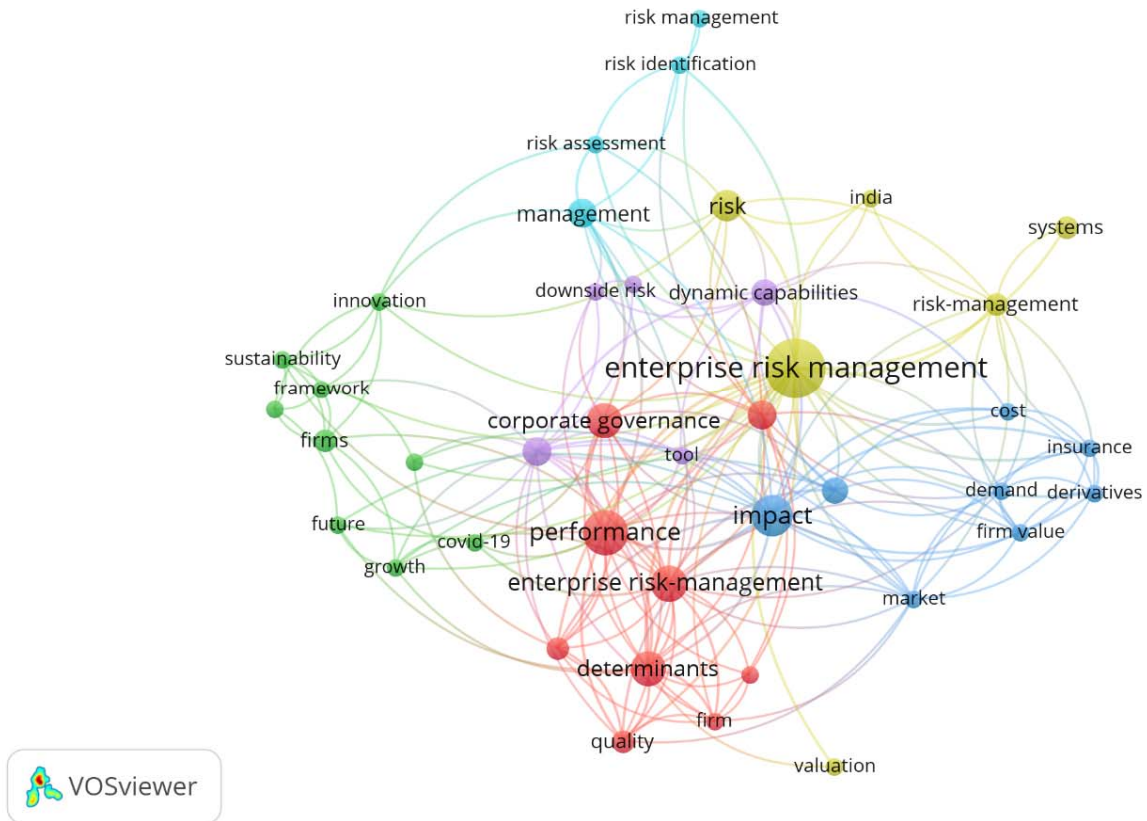 risk management
risk identification
risk assessment
management
risk
india
systems
downside risk
dynamic capabilities
innovation
risk-management
sustainability
enterprise risk management
framework
cost
corporate governance
firms
insurance
tool
demand
derivatives
impact
future
performance
firm value
covid-19
growth
enterprise risk-management
market
determinants
firm
quality
valuation
VOSviewer